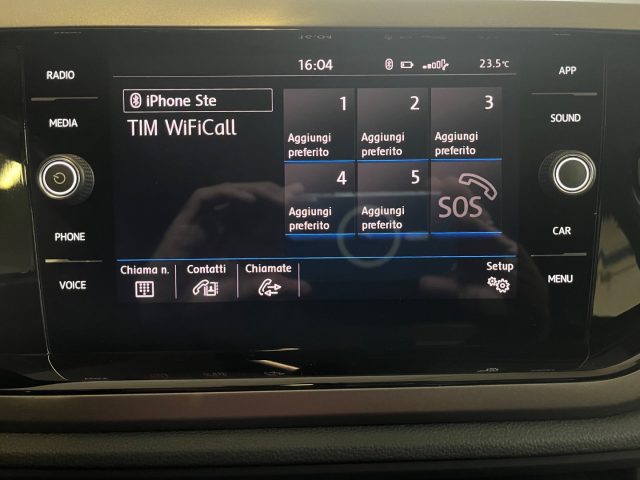 16:04
23.5°C
RADIO
MEDIA
PHONE
VOICE
iPhone Ste
TIM WiFiCall
1
Aggiungi
preferito
2
Aggiungi
preferito
3
Aggiungi
preferito
4
Aggiungi
preferito
5
Aggiungi
preferito
SOS
Chiama n.
Contatti
Chiamate
Setup
APP
SOUND
CAR
MENU